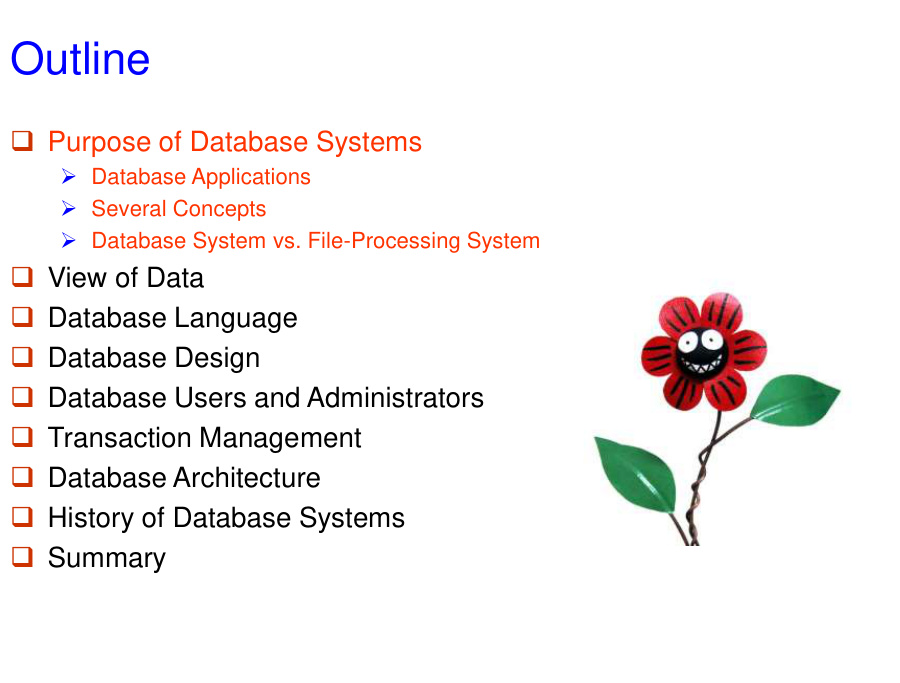 Outline
Purpose of Database Systems
Database Applications
Several Concepts
Database System vs. File-Processing System
View of Data
Database Language
Database Design
Database Users and Administrators
Transaction Management
Database Architecture
History of Database Systems
Summary